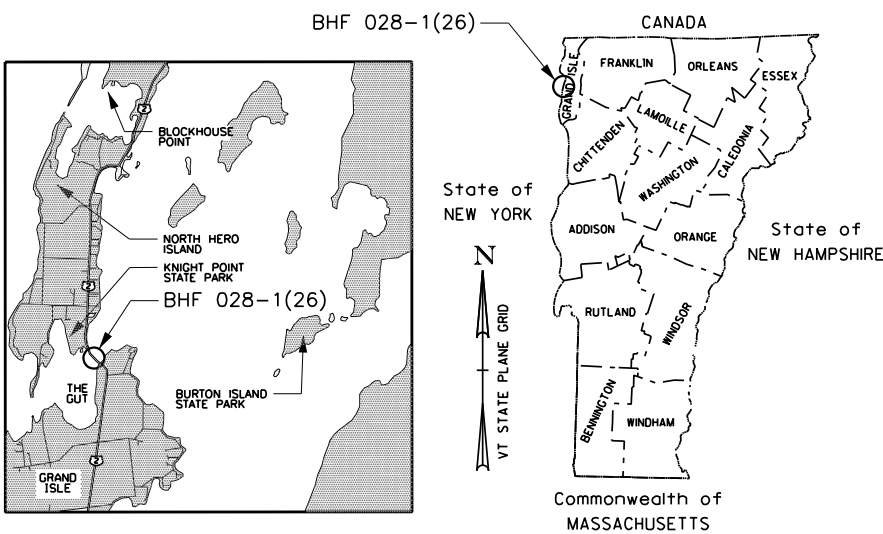 BHF 028-1(26)
CANADA
2
BLOCKHOUSE
POINT
NORTH HERO
ISLAND
KNIGHT POINT
STATE PARK
2
BHF 028-1(26)
THE
GUT
BURTON ISLAND
STATE PARK
2
GRAND
ISLE
GRAND ISLE
FRANKLIN
ORLEANS
ESSEX
LAMOILLE
CHITTENDEN
CALEDONIA
WASHINGTON
State of
NEW YORK
ADDISON
ORANGE
State of
NEW HAMPSHIRE
N
VT STATE PLANE GRID
RUTLAND
WINDSOR
BENNINGTON
WINDHAM
Commonwealth of
MASSACHUSETTS